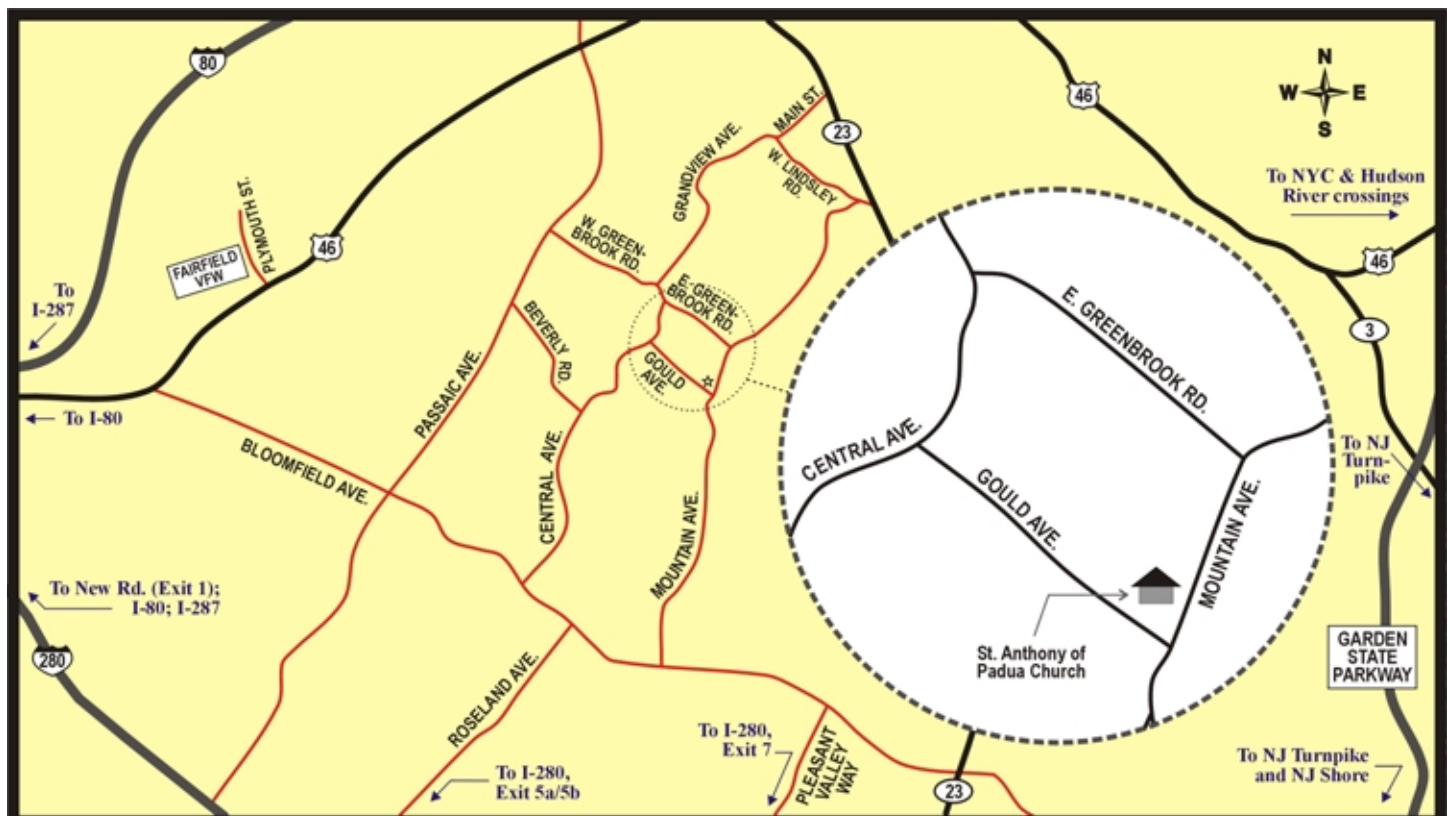 80
N
W E
S
46
MAIN ST.
23
GRANDVIEW AVE.
W. LINDSLEY
RD.
To NYC & Hudson
River crossings
PLYMOUTH ST.
46
FAIRFIELD
VFW
W. GREEN-
BROOK RD.
46
To
I-287
E. GREEN-
BROOK RD.
E. GREENBROOK RD.
BEVERLY RD.
3
GOULD
AVE.
PASSAIC AVE.
To I-80
CENTRAL AVE.
To NJ
Turn-
pike
BLOOMFIELD AVE.
CENTRAL AVE.
GOULD AVE.
MOUNTAIN AVE.
MOUNTAIN AVE.
To New Rd. (Exit 1);
I-80; I-287
280
St. Anthony of
Padua Church
GARDEN
STATE
PARKWAY
ROSELAND AVE.
To I-280,
Exit 7
PLEASANT
VALLEY
WAY
To I-280,
Exit 5a/5b
23
To NJ Turnpike
and NJ Shore